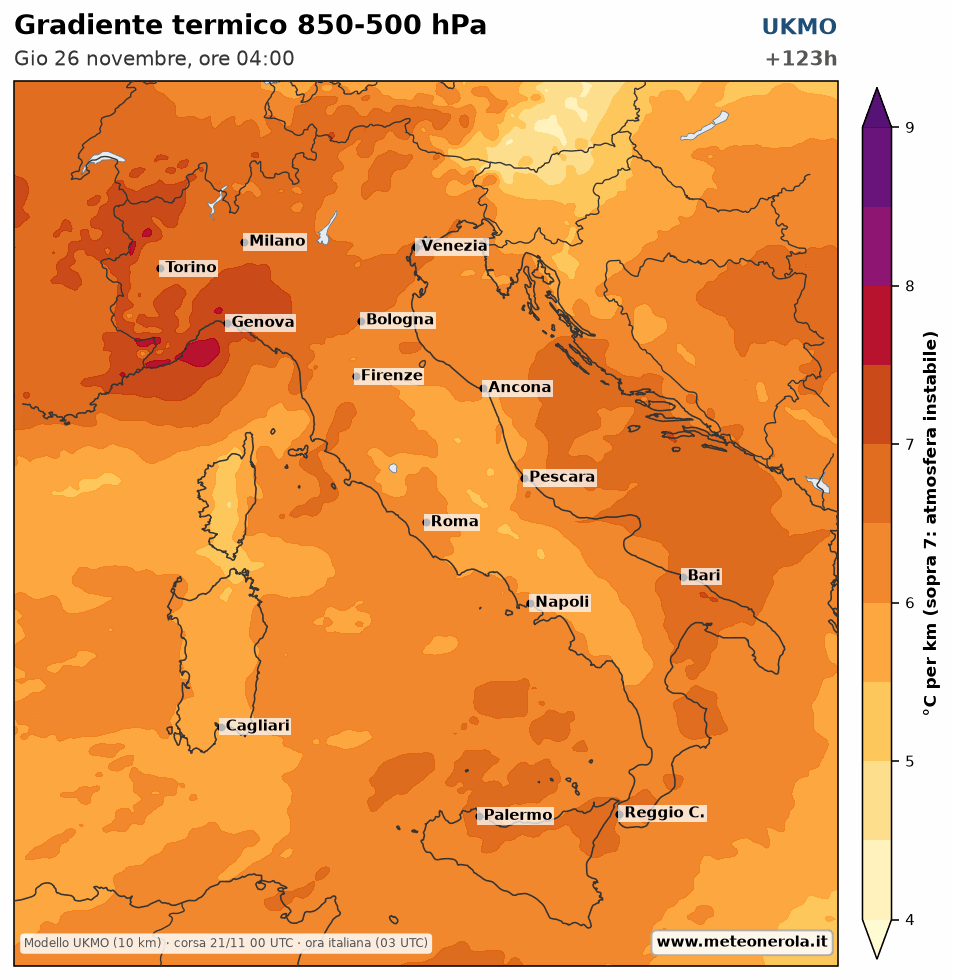 Gradiente termico 850-500 hPa
UKMO
Gio 26 novembre, ore 04:00
+123h
Milano
Venezia
Torino
Genova
Bologna
Firenze
Ancona
Pescara
Roma
Bari
Napoli
Cagliari
Palermo
Reggio C.
9
8
7
6
5
4
°C per km (sopra 7: atmosfera instabile)
Modello UKMO (10 km) · corsa 21/11 00 UTC · ora italiana (03 UTC)
www.meteonerola.it